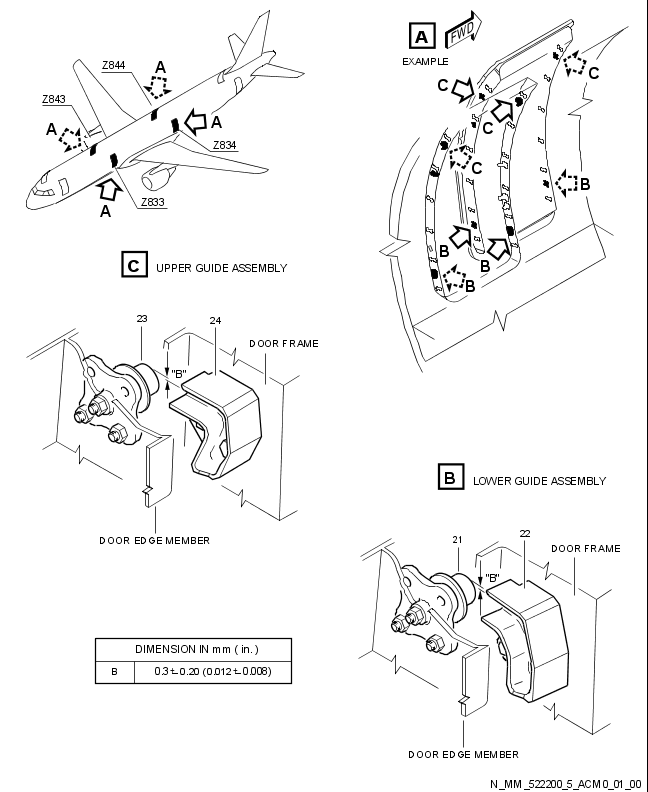 Z844
A
Z843
A
A
Z834
A
Z833
A
FWD
EXAMPLE
C
C
C
C
B
B
B
B
C UPPER GUIDE ASSEMBLY
23
24
"B"
DOOR FRAME
DOOR EDGE MEMBER
B LOWER GUIDE ASSEMBLY
21
22
"B"
DOOR FRAME
DOOR EDGE MEMBER
DIMENSION IN mm ( in. )
B 0.3 +- 0.20 (0.012 +- 0.008)
N_MM_522200_5_ACM0_01_00